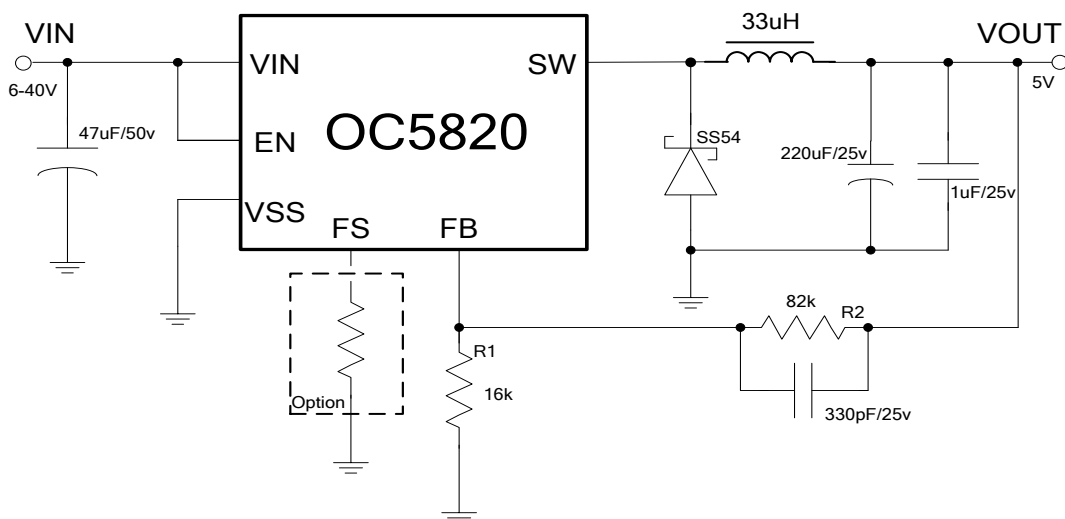 33uH
VIN
VOUT
VIN
SW
6-40V
5V
47uF/50v
OC5820
EN
SS54
220uF/25v
1uF/25v
VSS
FS
FB
82k
R2
R1
16k
Option
330pF/25v